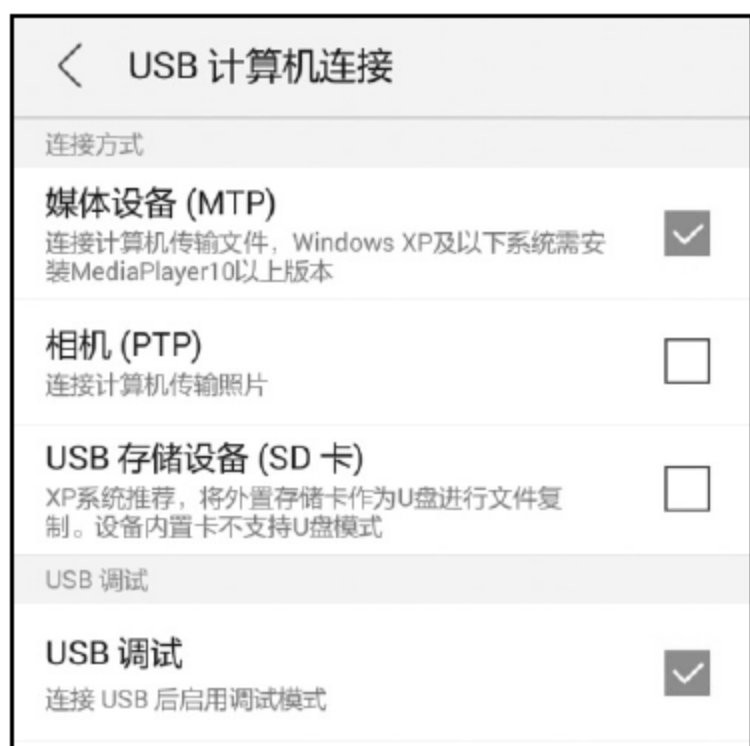 USB 计算机连接
连接方式
媒体设备 (MTP)
连接计算机传输文件，Windows XP及以下系统需安
装MediaPlayer10以上版本
相机 (PTP)
连接计算机传输照片
USB 存储设备 (SD 卡)
XP系统推荐，将外置存储卡作为U盘进行文件复
制。设备内置卡不支持U盘模式
USB 调试
USB 调试
连接 USB 后启用调试模式